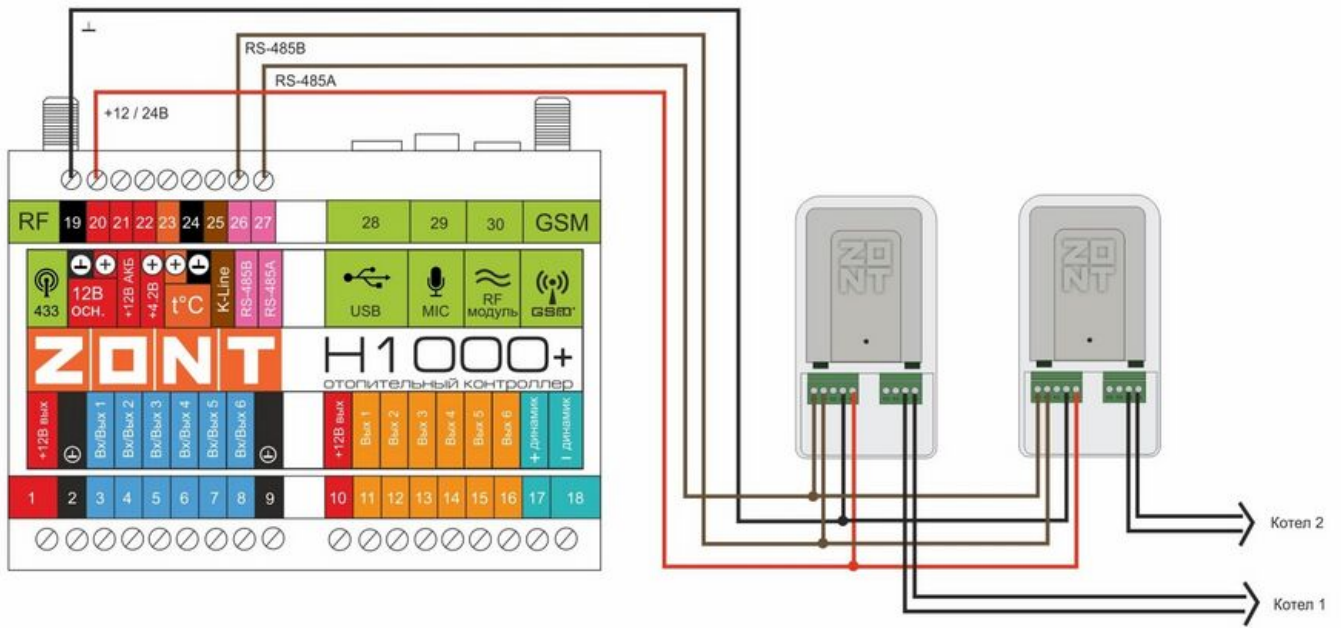 RS-485B
RS-485A
+12 / 24В
RF 19 20 21 22 23 24 25 26 27 28 29 30 GSM
433
12В
осн.
+12В АКБ
+4.2В
t°C
K-Line
RS-485B
RS-485A
USB
MIC
RF
модуль
GSM
ZONT
H1000+
отопительный контроллер
+12В вых
Вх/Вых 1
Вх/Вых 2
Вх/Вых 3
Вх/Вых 4
Вх/Вых 5
Вх/Вых 6
+12В вых
Вых 1
Вых 2
Вых 3
Вых 4
Вых 5
Вых 6
+ динамик
− динамик
1 2 3 4 5 6 7 8 9 10 11 12 13 14 15 16 17 18
ZONT
ZONT
Котел 2
Котел 1